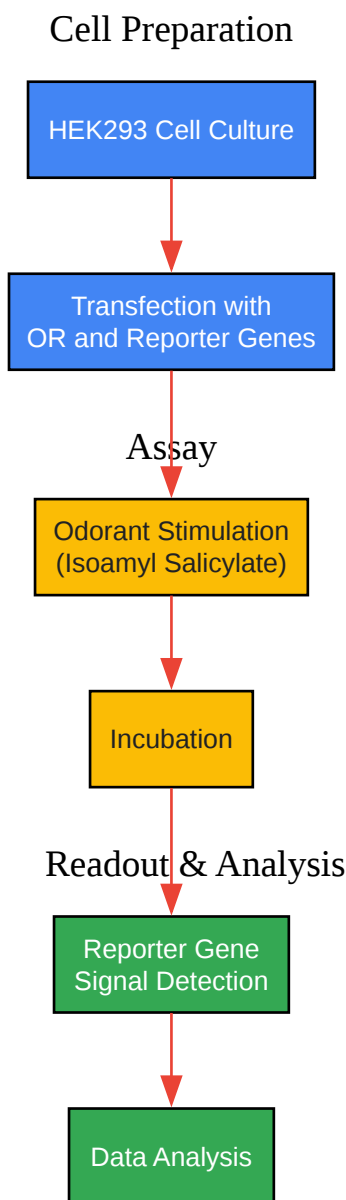 Cell Preparation
HEK293 Cell Culture
Transfection with
OR and Reporter Genes
Assay
Odorant Stimulation
(Isoamyl Salicylate)
Incubation
Readout & Analysis
Reporter Gene
Signal Detection
Data Analysis